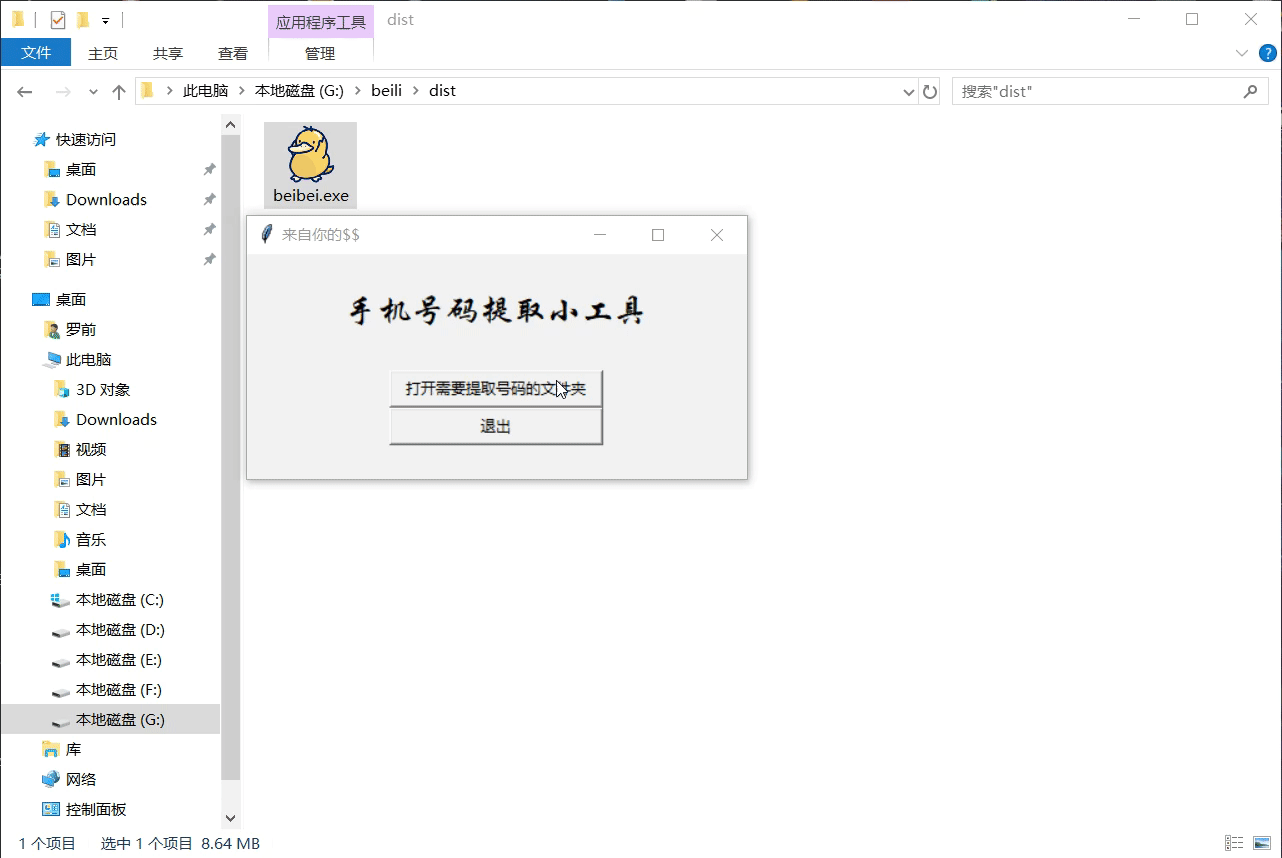 应用程序工具
dist
文件
主页
共享
查看
管理
此电脑
本地磁盘 (G:)
beili
dist
搜索"dist"
快速访问
桌面
Downloads
文档
图片
桌面
罗前
此电脑
3D 对象
Downloads
视频
图片
文档
音乐
桌面
本地磁盘 (C:)
本地磁盘 (D:)
本地磁盘 (E:)
本地磁盘 (F:)
本地磁盘 (G:)
库
网络
控制面板
beibei.exe
来自你的$$
手机号码提取小工具
打开需要提取号码的文件夹
退出
1 个项目
选中 1 个项目 8.64 MB